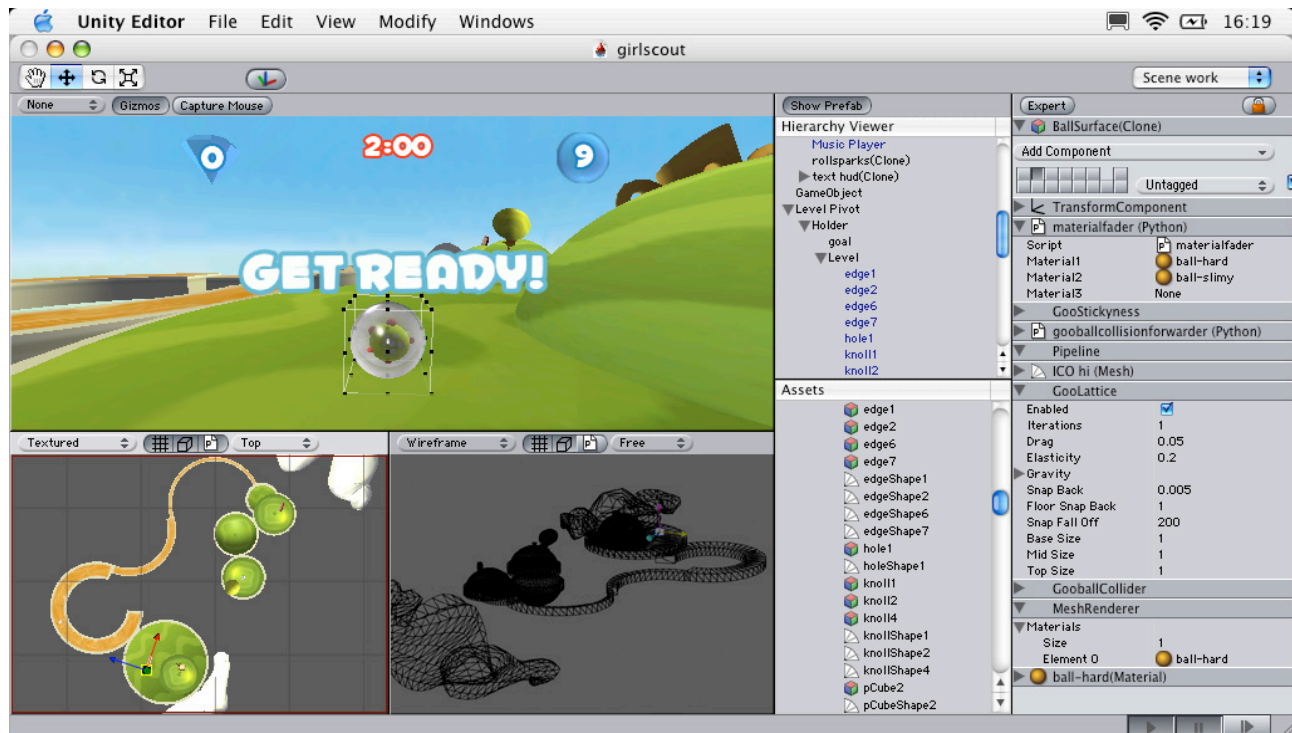 Unity Editor File Edit View Modify Windows 16:19
girlscout
Scene work
None Gizmos Capture Mouse
0 2:00 9
GET READY!
Textured Top
Wireframe Free
Show Prefab
Hierarchy Viewer
Music Player
rollsparks(Clone)
text hud(Clone)
GameObject
Level Pivot
Holder
goal
Level
edge1
edge2
edge6
edge7
hole1
knoll1
knoll2
Assets
edge1
edge2
edge6
edge7
edgeShape1
edgeShape2
edgeShape6
edgeShape7
hole1
holeShape1
knoll1
knoll2
knoll4
knollShape1
knollShape2
knollShape4
pCube2
pCubeShape2
Expert
BallSurface(Clone)
Add Component
Untagged
TransformComponent
materialfader (Python)
Script materialfader
Material1 ball-hard
Material2 ball-slimy
Material3 None
GooStickyness
gooballcollisionforwarder (Python)
Pipeline
ICO hi (Mesh)
GooLattice
Enabled
Iterations 1
Drag 0.05
Elasticity 0.2
Gravity
Snap Back 0.005
Floor Snap Back 1
Snap Fall Off 200
Base Size 1
Mid Size 1
Top Size 1
GooballCollider
MeshRenderer
Materials
Size 1
Element 0 ball-hard
ball-hard(Material)